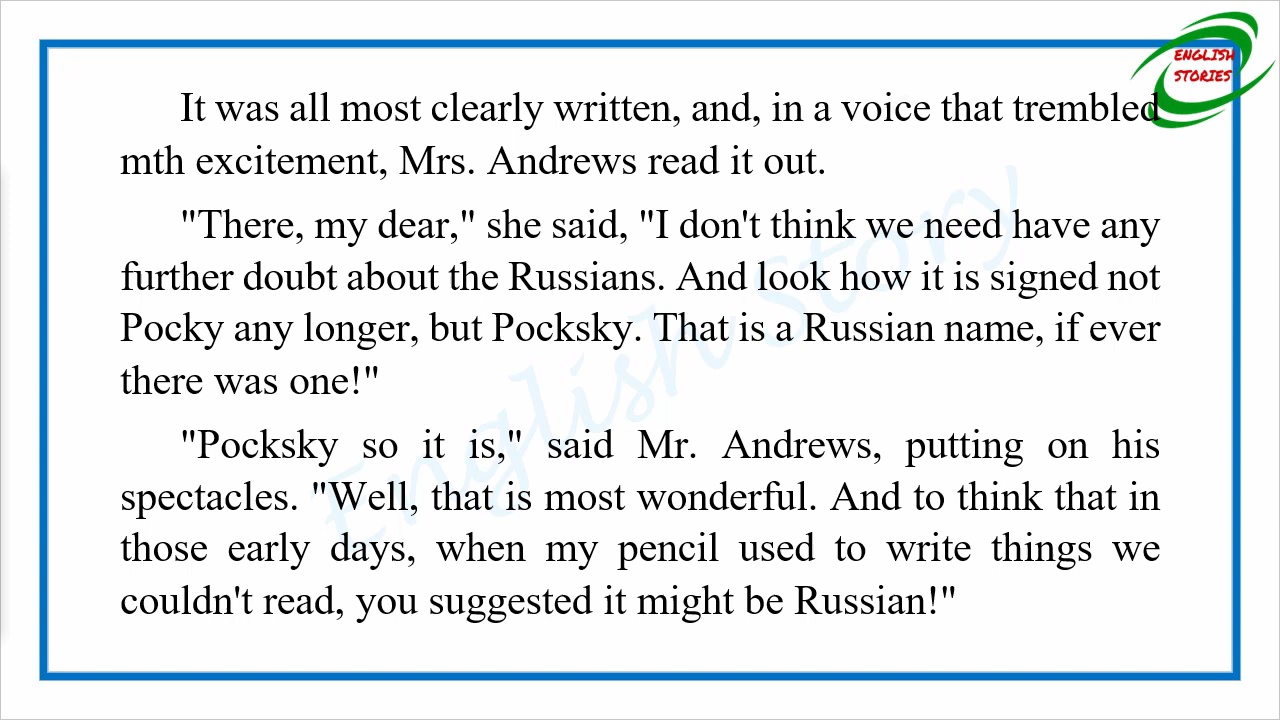 ENGLISH
STORIES
It was all most clearly written, and, in a voice that trembled
mth excitement, Mrs. Andrews read it out.
"There, my dear," she said, "I don't think we need have any
further doubt about the Russians. And look how it is signed not
Pocky any longer, but Pocksky. That is a Russian name, if ever
there was one!"
"Pocksky so it is," said Mr. Andrews, putting on his
spectacles. "Well, that is most wonderful. And to think that in
those early days, when my pencil used to write things we
couldn't read, you suggested it might be Russian!"
English Story